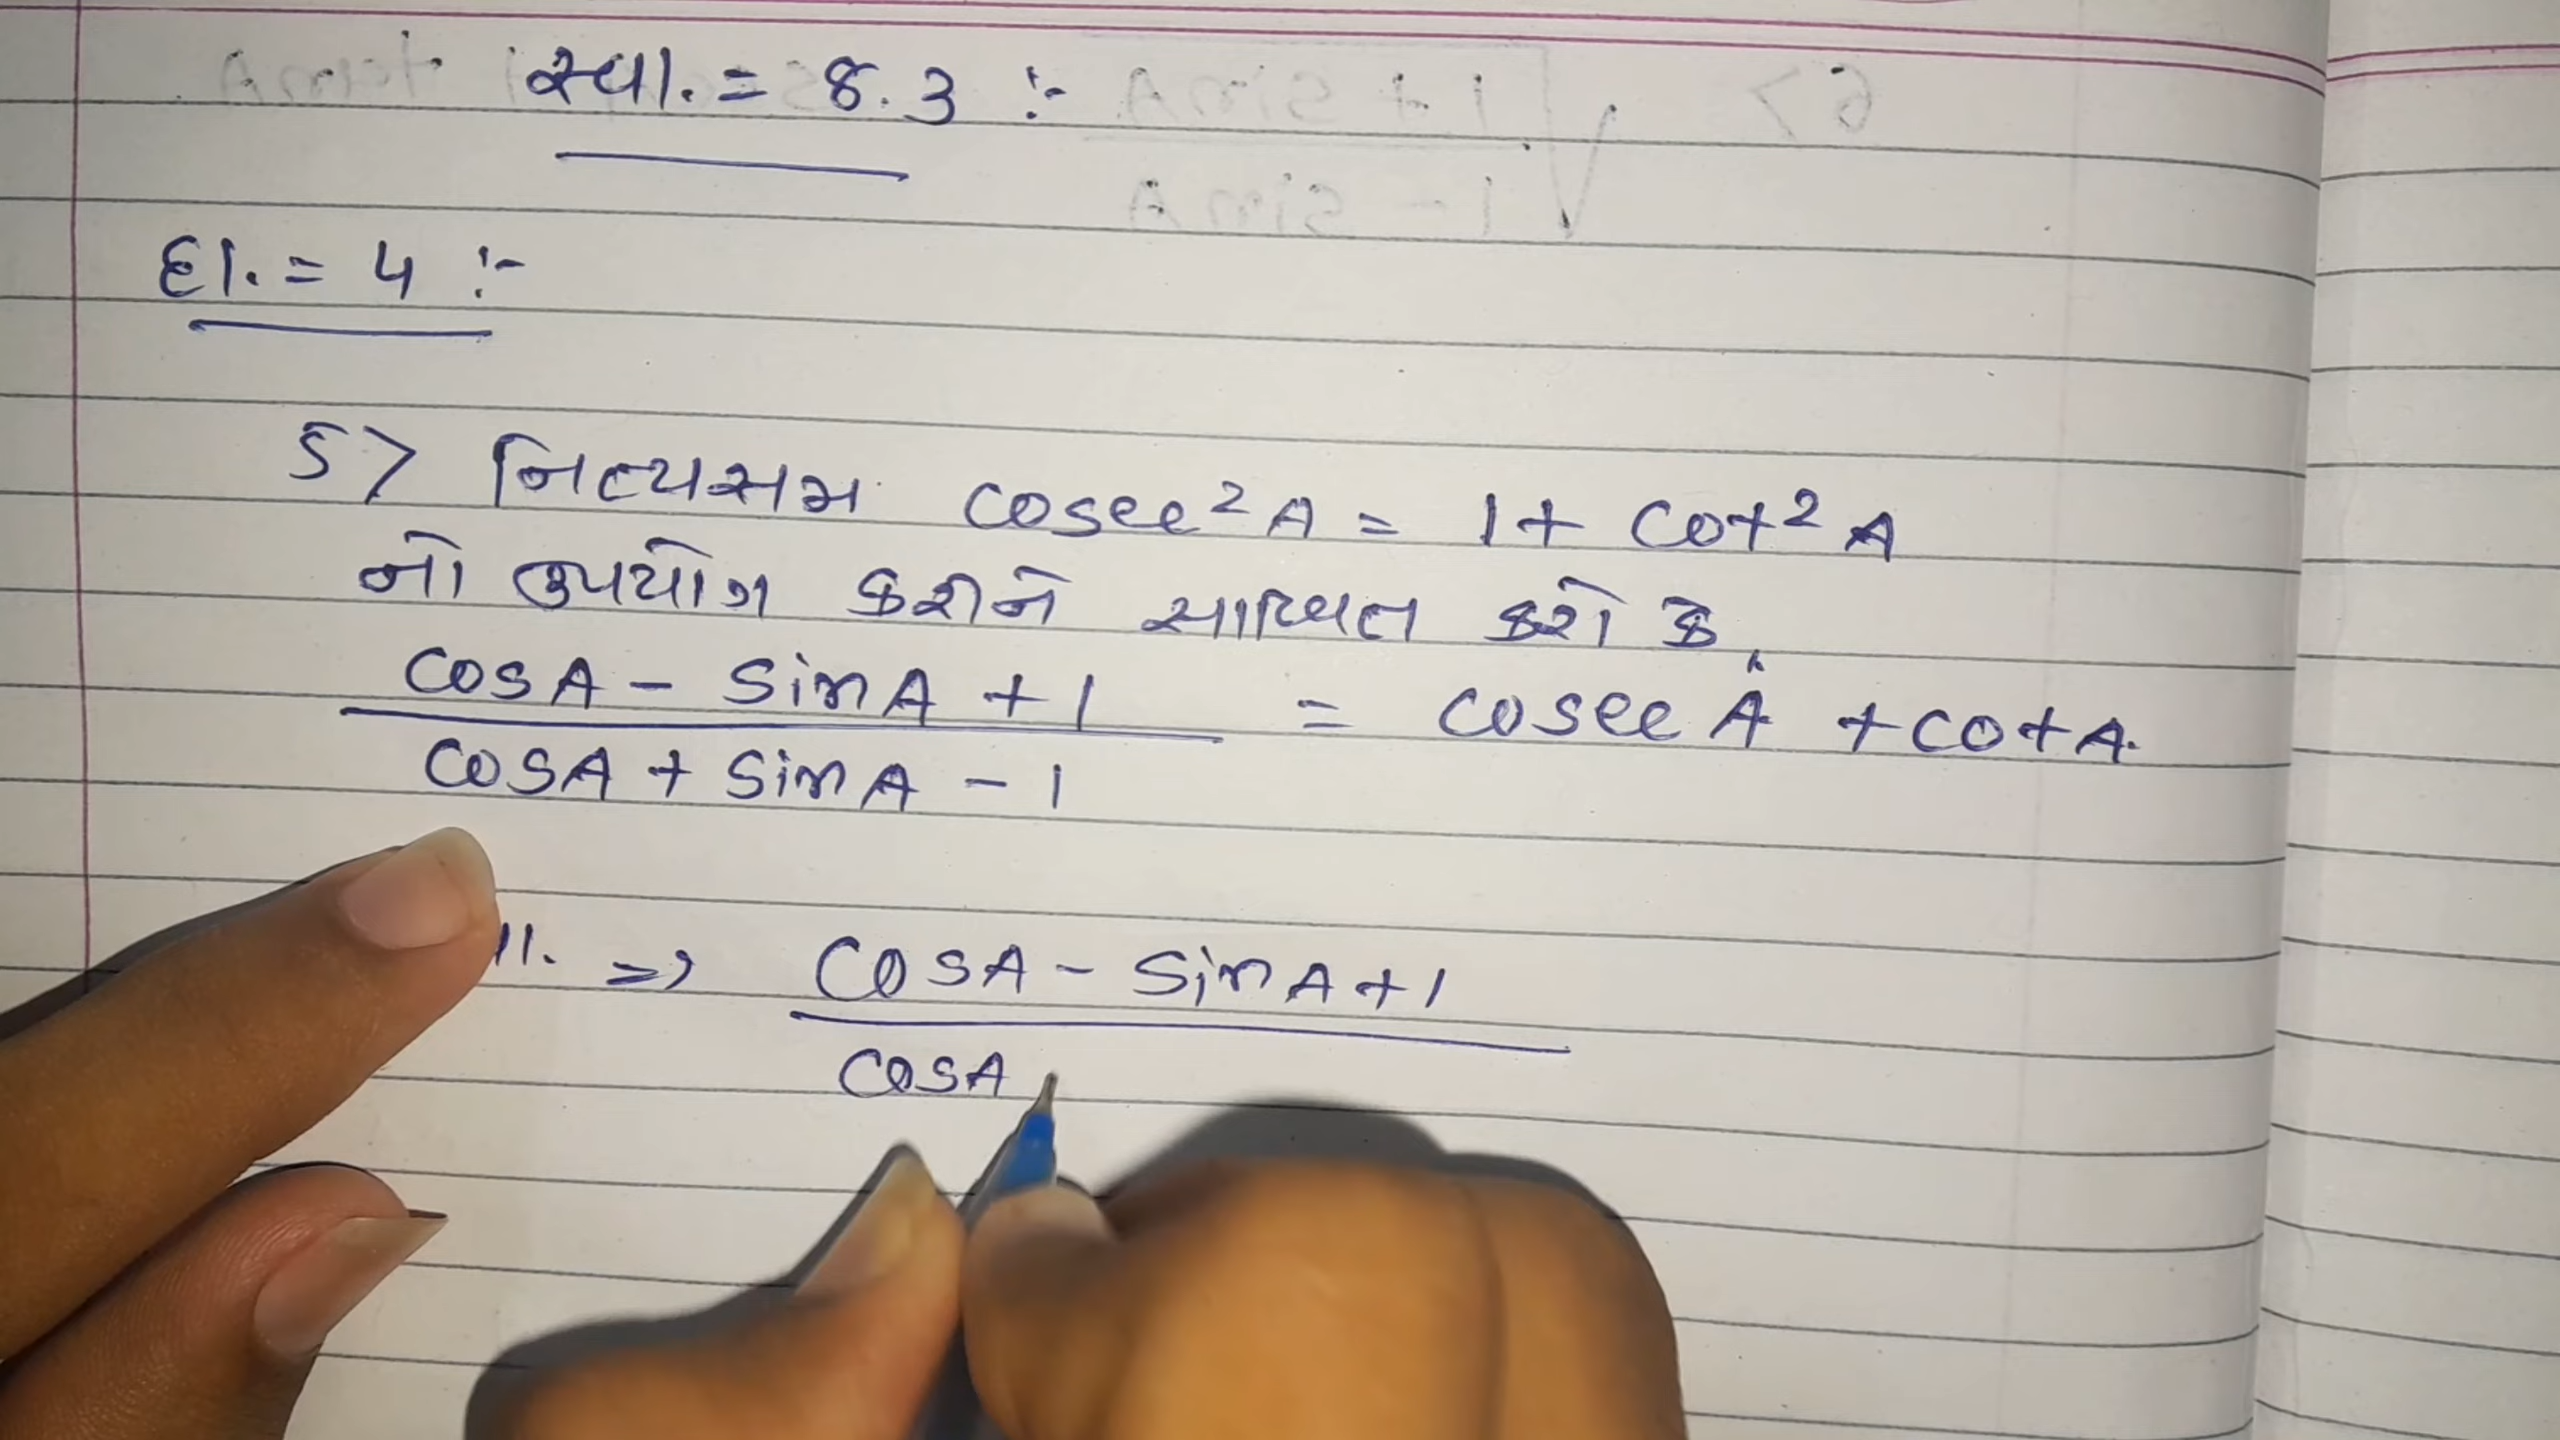 સ્વા. = 8.3 :-
દા. = 4 :-
5> નિત્યસમ cosec²A = 1 + cot²A
નો ઉપયોગ કરીને સાબિત કરો કે,
cosA - sinA + 1 / cosA + sinA - 1 = cosec A + cotA.
⇒ cosA - sinA + 1
cosA